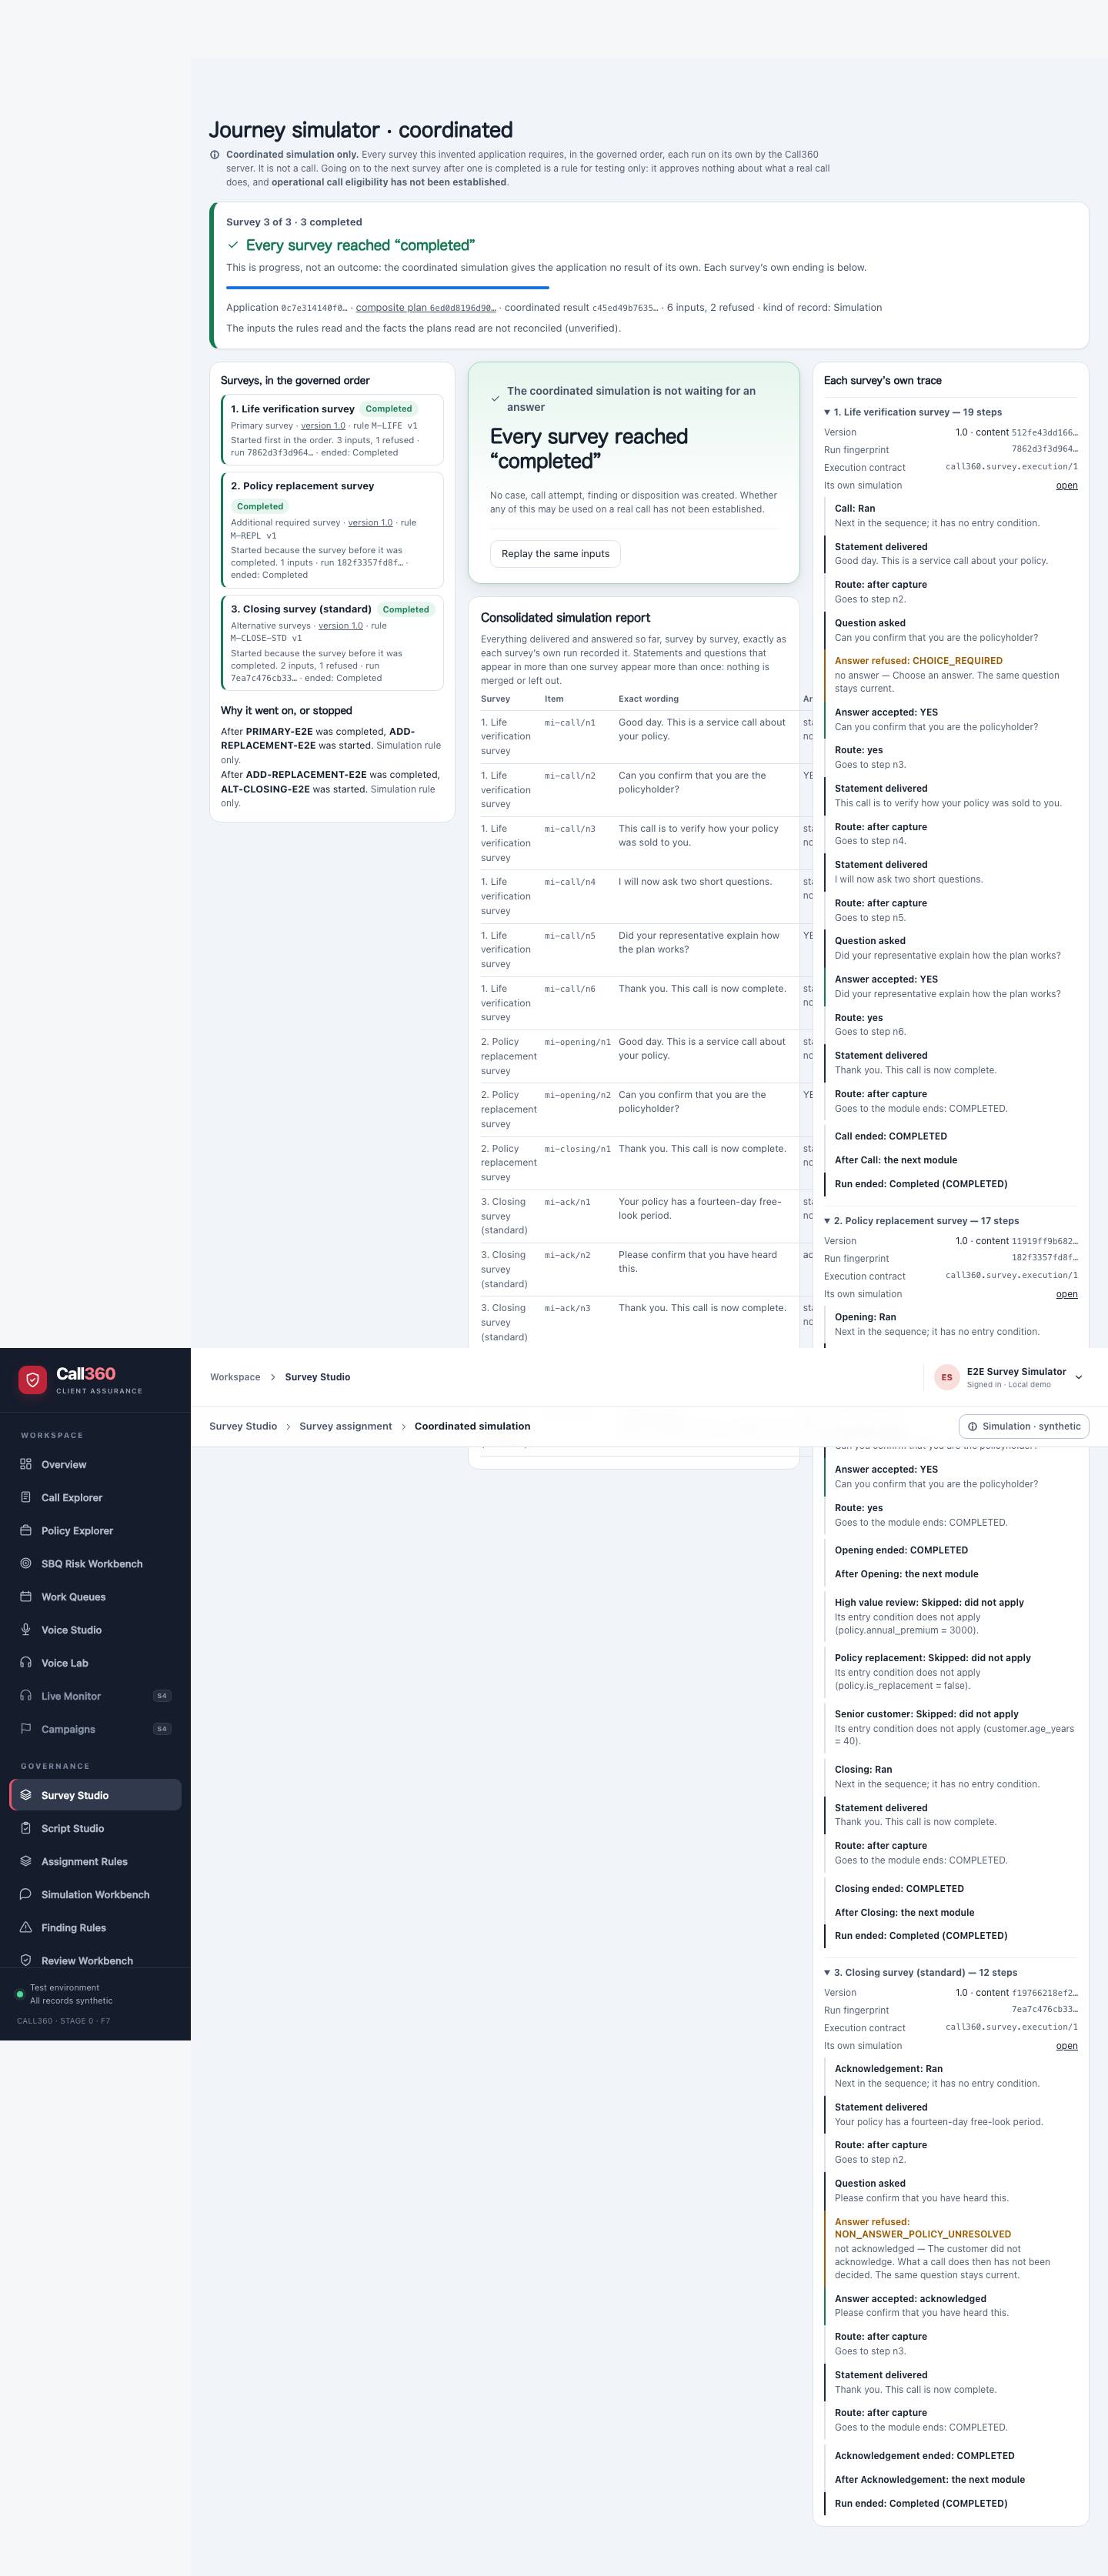 Journey simulator · coordinated
Coordinated simulation only. Every survey this invented application requires, in the governed order, each run on its own by the Call360
server. It is not a call. Going on to the next survey after one is completed is a rule for testing only: it approves nothing about what a real call
does, and operational call eligibility has not been established.
Survey 3 of 3 · 3 completed
Every survey reached “completed”
This is progress, not an outcome: the coordinated simulation gives the application no result of its own. Each survey's own ending is below.
Application 0c7e314140f0… · composite plan 6ed0d8196d90… · coordinated result c45ed49b7635… · 6 inputs, 2 refused · kind of record: Simulation
The inputs the rules read and the facts the plans read are not reconciled (unverified).
Surveys, in the governed order
1. Life verification survey Completed
Primary survey · version 1.0 · rule M-LIFE v1
Started first in the order. 3 inputs, 1 refused ·
run 7862d3f3d964… · ended: Completed
2. Policy replacement survey
Completed
Additional required survey · version 1.0 · rule
M-REPL v1
Started because the survey before it was
completed. 1 inputs · run 182f3357fd8f… ·
ended: Completed
3. Closing survey (standard) Completed
Alternative surveys · version 1.0 · rule
M-CLOSE-STD v1
Started because the survey before it was
completed. 2 inputs, 1 refused · run
7ea7c476cb33… · ended: Completed
Why it went on, or stopped
After PRIMARY-E2E was completed, ADD-
REPLACEMENT-E2E was started. Simulation rule
only.
After ADD-REPLACEMENT-E2E was completed,
ALT-CLOSING-E2E was started. Simulation rule
only.
The coordinated simulation is not waiting for an
answer
Every survey reached
“completed”
No case, call attempt, finding or disposition was created. Whether
any of this may be used on a real call has not been established.
Replay the same inputs
Consolidated simulation report
Everything delivered and answered so far, survey by survey, exactly as
each survey's own run recorded it. Statements and questions that
appear in more than one survey appear more than once: nothing is
merged or left out.
Survey Item Exact wording
1. Life verification survey mi-call/n1 Good day. This is a service call about your policy.
1. Life verification survey mi-call/n2 Can you confirm that you are the policyholder?
1. Life verification survey mi-call/n3 This call is to verify how your policy was sold to you.
1. Life verification survey mi-call/n4 I will now ask two short questions.
1. Life verification survey mi-call/n5 Did your representative explain how the plan works?
1. Life verification survey mi-call/n6 Thank you. This call is now complete.
2. Policy replacement survey mi-opening/n1 Good day. This is a service call about your policy.
2. Policy replacement survey mi-opening/n2 Can you confirm that you are the policyholder?
2. Policy replacement survey mi-closing/n1 Thank you. This call is now complete.
3. Closing survey (standard) mi-ack/n1 Your policy has a fourteen-day free-look period.
3. Closing survey (standard) mi-ack/n2 Please confirm that you have heard this.
3. Closing survey (standard) mi-ack/n3 Thank you. This call is now complete.
Each survey's own trace
1. Life verification survey — 19 steps
Version 1.0 · content 512fe43dd166…
Run fingerprint 7862d3f3d964…
Execution contract call360.survey.execution/1
Its own simulation open
Call: Ran
Next in the sequence; it has no entry condition.
Statement delivered
Good day. This is a service call about your policy.
Route: after capture
Goes to step n2.
Question asked
Can you confirm that you are the policyholder?
Answer refused: CHOICE_REQUIRED
no answer — Choose an answer. The same question
stays current.
Answer accepted: YES
Can you confirm that you are the policyholder?
Route: yes
Goes to step n3.
Statement delivered
This call is to verify how your policy was sold to you.
Route: after capture
Goes to step n4.
Statement delivered
I will now ask two short questions.
Route: after capture
Goes to step n5.
Question asked
Did your representative explain how the plan works?
Answer accepted: YES
Did your representative explain how the plan works?
Route: yes
Goes to step n6.
Statement delivered
Thank you. This call is now complete.
Route: after capture
Goes to the module ends: COMPLETED.
Call ended: COMPLETED
After Call: the next module
Run ended: Completed (COMPLETED)
2. Policy replacement survey — 17 steps
Version 1.0 · content 11919ff9b682…
Run fingerprint 182f3357fd8f…
Execution contract call360.survey.execution/1
Its own simulation open
Opening: Ran
Next in the sequence; it has no entry condition.
Call360
CLIENT ASSURANCE
Workspace Survey Studio
ES E2E Survey Simulator
Signed in · Local demo
Survey Studio Survey assignment Coordinated simulation
Simulation · synthetic
WORKSPACE
Overview
Call Explorer
Policy Explorer
SBQ Risk Workbench
Work Queues
Voice Studio
Voice Lab
Live Monitor S4
Campaigns S4
GOVERNANCE
Survey Studio
Script Studio
Assignment Rules
Simulation Workbench
Finding Rules
Review Workbench
Test environment
All records synthetic
CALL360 · STAGE 0 · F7
Can you confirm that you are the policyholder?
Answer accepted: YES
Can you confirm that you are the policyholder?
Route: yes
Goes to the module ends: COMPLETED.
Opening ended: COMPLETED
After Opening: the next module
High value review: Skipped: did not apply
Its entry condition does not apply
(policy.annual_premium = 3000).
Policy replacement: Skipped: did not apply
Its entry condition does not apply
(policy.is_replacement = false).
Senior customer: Skipped: did not apply
Its entry condition does not apply (customer.age_years
= 40).
Closing: Ran
Next in the sequence; it has no entry condition.
Statement delivered
Thank you. This call is now complete.
Route: after capture
Goes to the module ends: COMPLETED.
Closing ended: COMPLETED
After Closing: the next module
Run ended: Completed (COMPLETED)
3. Closing survey (standard) — 12 steps
Version 1.0 · content f19766218ef2…
Run fingerprint 7ea7c476cb33…
Execution contract call360.survey.execution/1
Its own simulation open
Acknowledgement: Ran
Next in the sequence; it has no entry condition.
Statement delivered
Your policy has a fourteen-day free-look period.
Route: after capture
Goes to step n2.
Question asked
Please confirm that you have heard this.
Answer refused:
NON_ANSWER_POLICY_UNRESOLVED
not acknowledged — The customer did not
acknowledge. What a call does then has not been
decided. The same question stays current.
Answer accepted: acknowledged
Please confirm that you have heard this.
Route: after capture
Goes to step n3.
Statement delivered
Thank you. This call is now complete.
Route: after capture
Goes to the module ends: COMPLETED.
Acknowledgement ended: COMPLETED
After Acknowledgement: the next module
Run ended: Completed (COMPLETED)